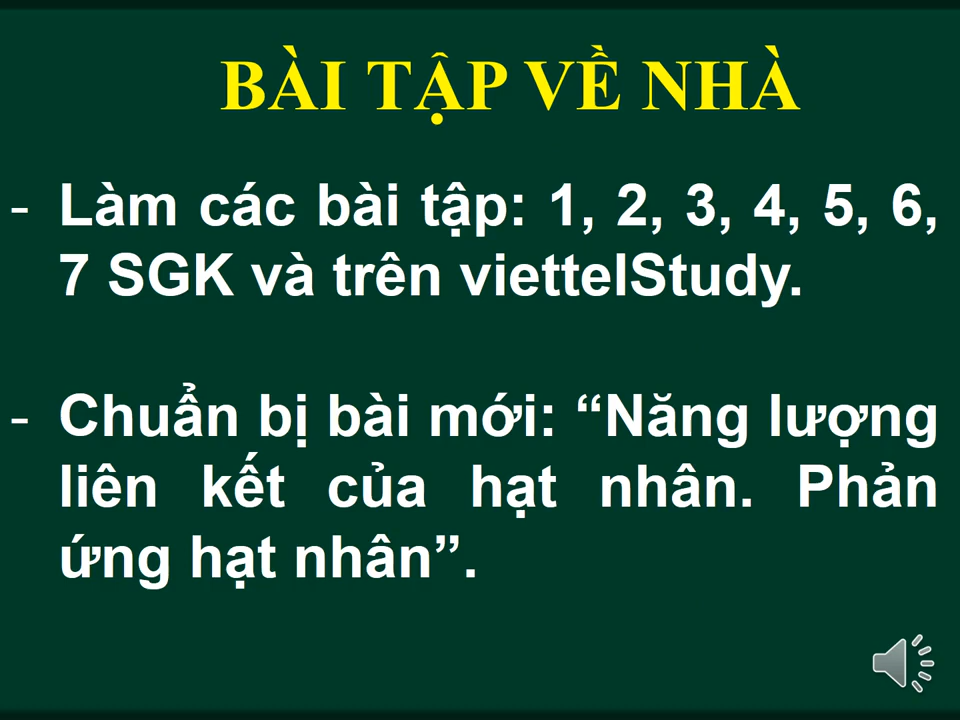 BÀI TẬP VỀ NHÀ
- Làm các bài tập: 1, 2, 3, 4, 5, 6,
7 SGK và trên viettelStudy.
- Chuẩn bị bài mới: “Năng lượng
liên kết của hạt nhân. Phản
ứng hạt nhân”.